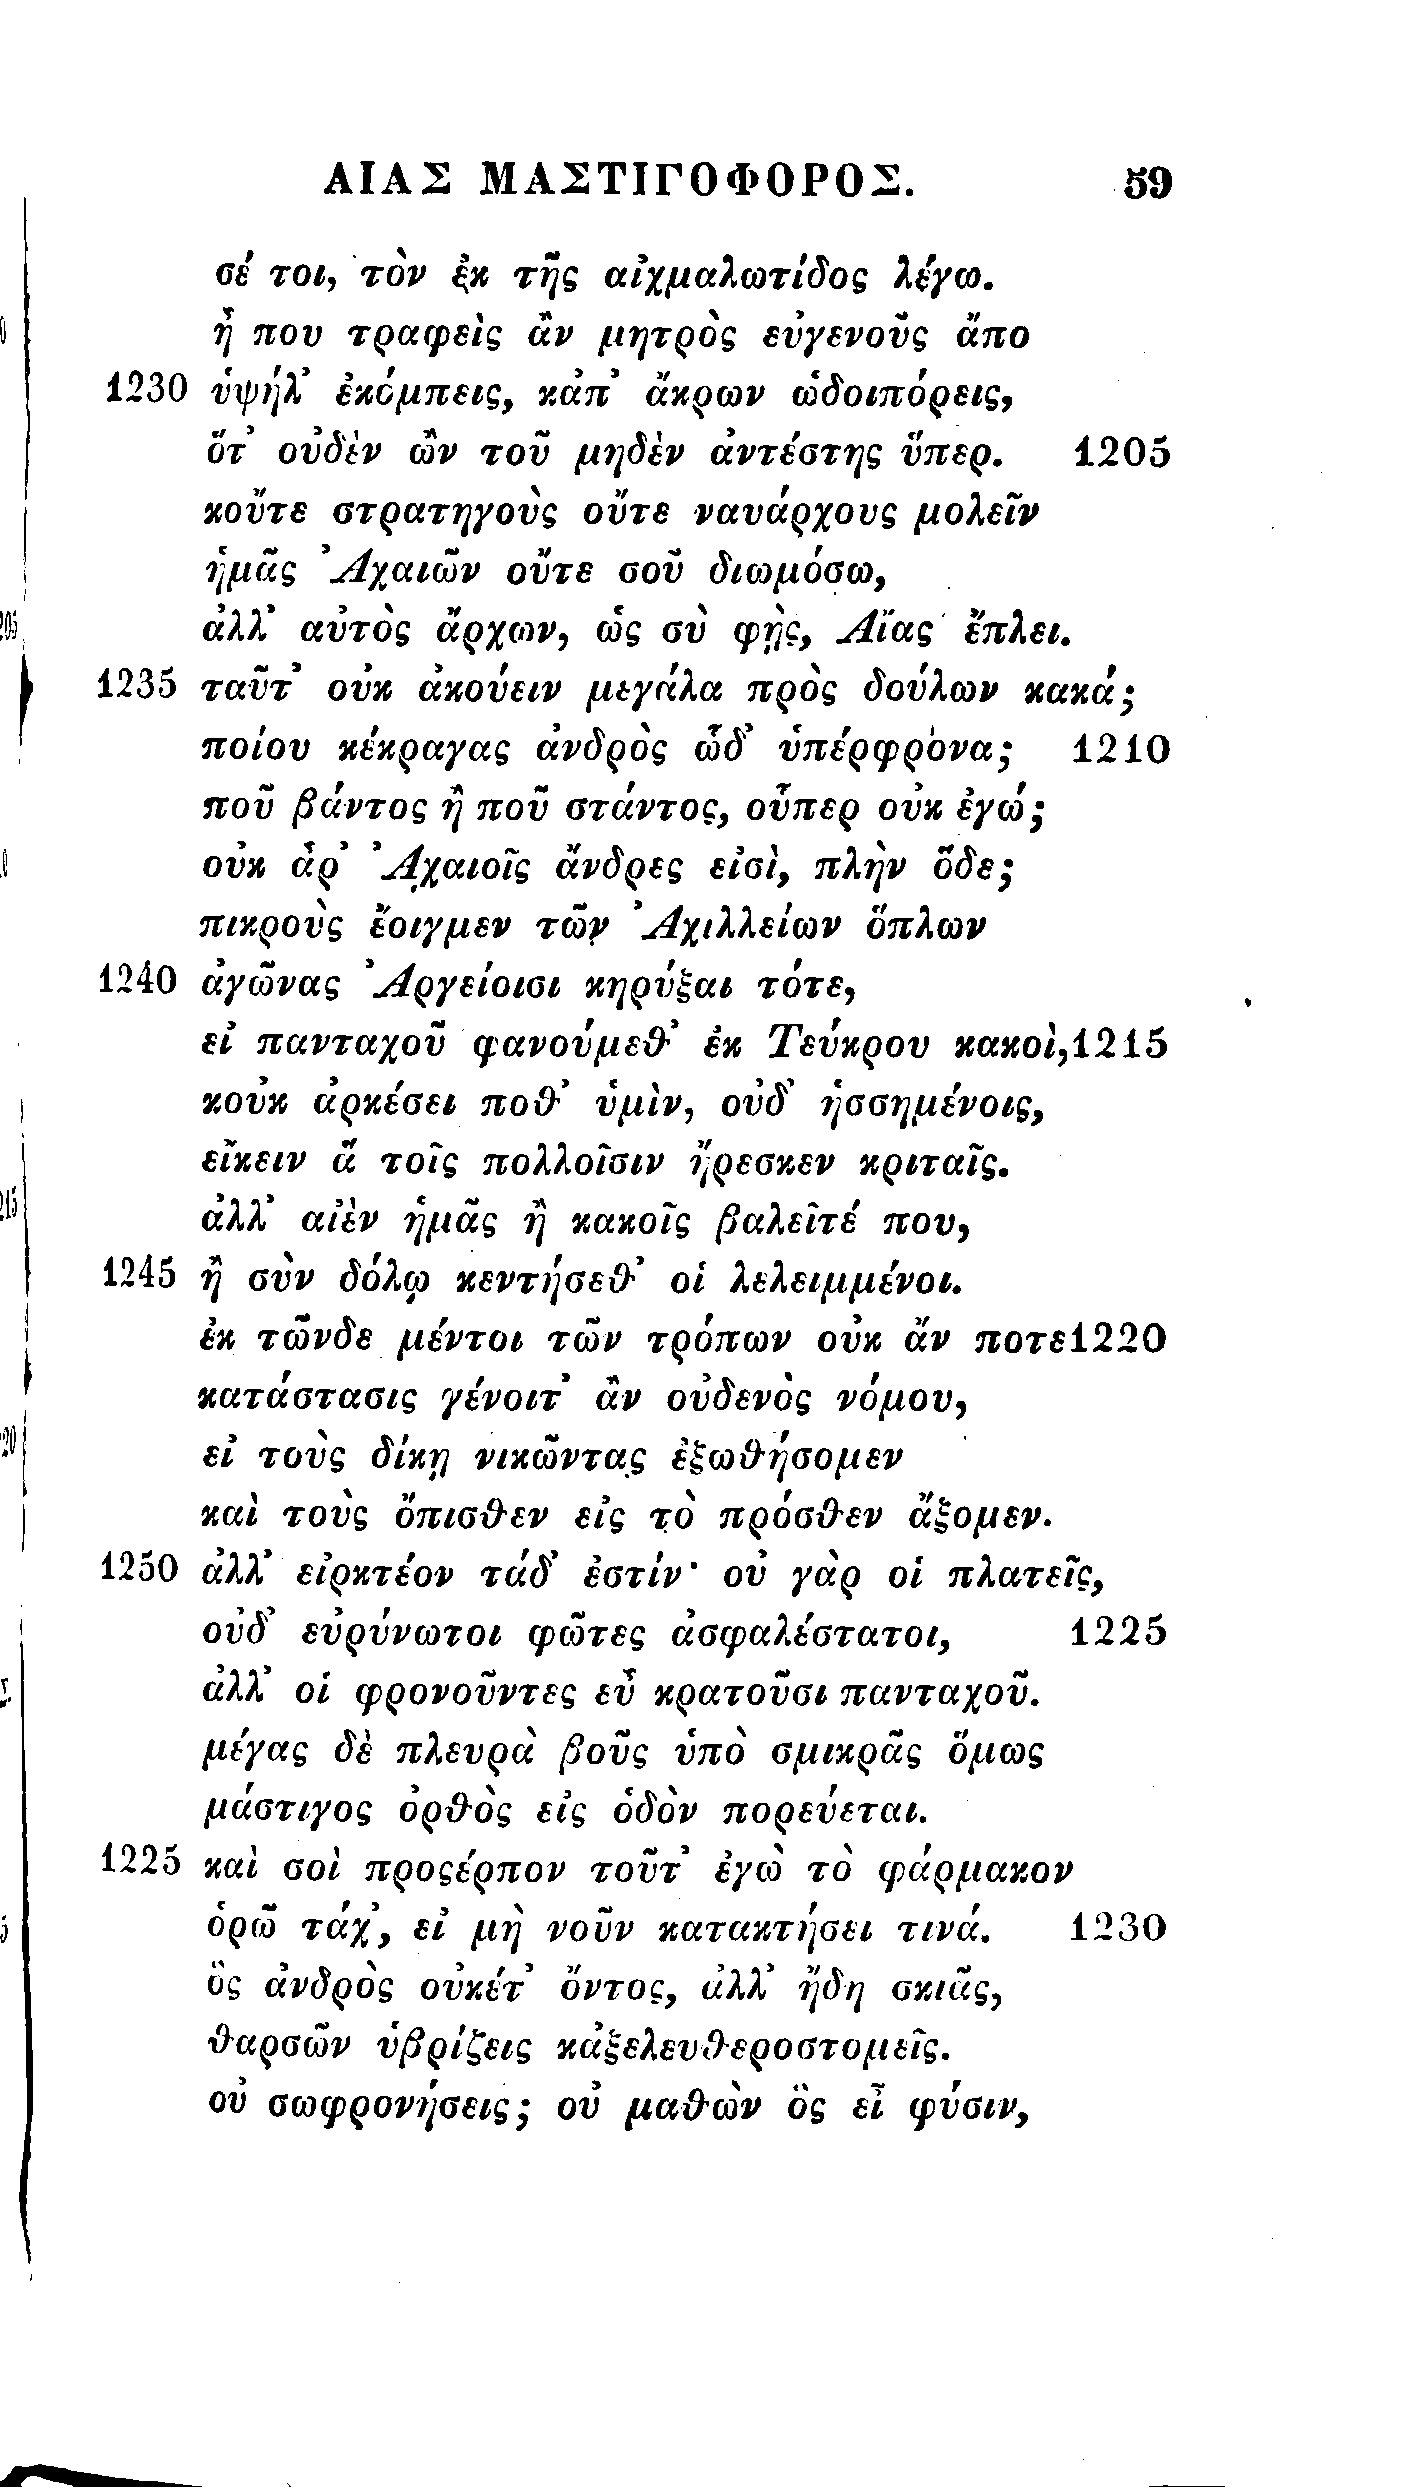 ΑΙΑΣ ΜΑΣΤΙΓΟΦΟΡΟΣ. 59
σέ τοι, τὸν ἐκ τῆς αἰχμαλωτίδος λέγω.
ἦ που τραφεὶς ἂν μητρὸς εὐγενοῦς ἄπο
1230 ὑψήλ᾽ ἐκόμπεις, κἀπ᾽ ἄκρων ὡδοιπόρεις,
ὅτ᾽ οὐδὲν ὢν τοῦ μηδὲν ἀντέστης ὕπερ. 1205
κοὔτε στρατηγοὺς οὔτε ναυάρχους μολεῖν
ἡμᾶς Ἀχαιῶν οὔτε σοῦ διωμόσω,
ἀλλ᾽ αὐτὸς ἄρχων, ὡς σὺ φῂς, Αἴας ἔπλει.
1235 ταῦτ᾽ οὐκ ἀκούειν μεγάλα πρὸς δούλων κακά;
ποίου κέκραγας ἀνδρὸς ὧδ᾽ ὑπέρφρονα; 1210
ποῦ βάντος ἢ ποῦ στάντος, οὗπερ οὐκ ἐγώ;
οὐκ ἆρ᾽ Ἀχαιοῖς ἄνδρες εἰσὶ, πλὴν ὅδε;
πικροὺς ἔοιγμεν τῶν Ἀχιλλείων ὅπλων
1240 ἀγῶνας Ἀργείοισι κηρύξαι τότε,
εἰ πανταχοῦ φανούμεθ᾽ ἐκ Τεύκρου κακοὶ, 1215
κοὐκ ἀρκέσει ποθ᾽ ὑμὶν, οὐδ᾽ ἡσσημένοις,
εἴκειν ἃ τοῖς πολλοῖσιν ἤρεσκεν κριταῖς.
ἀλλ᾽ αἰὲν ἡμᾶς ἢ κακοῖς βαλεῖτέ που,
1245 ἢ σὺν δόλῳ κεντήσεθ᾽ οἱ λελειμμένοι.
ἐκ τῶνδε μέντοι τῶν τρόπων οὐκ ἄν ποτε 1220
κατάστασις γένοιτ᾽ ἂν οὐδενὸς νόμου,
εἰ τοὺς δίκῃ νικῶντας ἐξωθήσομεν
καὶ τοὺς ὄπισθεν εἰς τὸ πρόσθεν ἄξομεν.
1250 ἀλλ᾽ εἰρκτέον τάδ᾽ ἐστίν· οὐ γὰρ οἱ πλατεῖς,
οὐδ᾽ εὐρύνωτοι φῶτες ἀσφαλέστατοι, 1225
ἀλλ᾽ οἱ φρονοῦντες εὖ κρατοῦσι πανταχοῦ.
μέγας δὲ πλευρὰ βοῦς ὑπὸ σμικρᾶς ὅμως
μάστιγος ὀρθὸς εἰς ὁδὸν πορεύεται.
1225 καὶ σοὶ προςέρπον τοῦτ᾽ ἐγὼ τὸ φάρμακον
ὁρῶ τάχ᾽, εἰ μὴ νοῦν κατακτήσει τινά. 1230
ὃς ἀνδρὸς οὐκέτ᾽ ὄντος, ἀλλ᾽ ἤδη σκιᾶς,
θαρσῶν ὑβρίζεις κἀξελευθεροστομεῖς.
οὐ σωφρονήσεις; οὐ μαθὼν ὃς εἶ φύσιν,